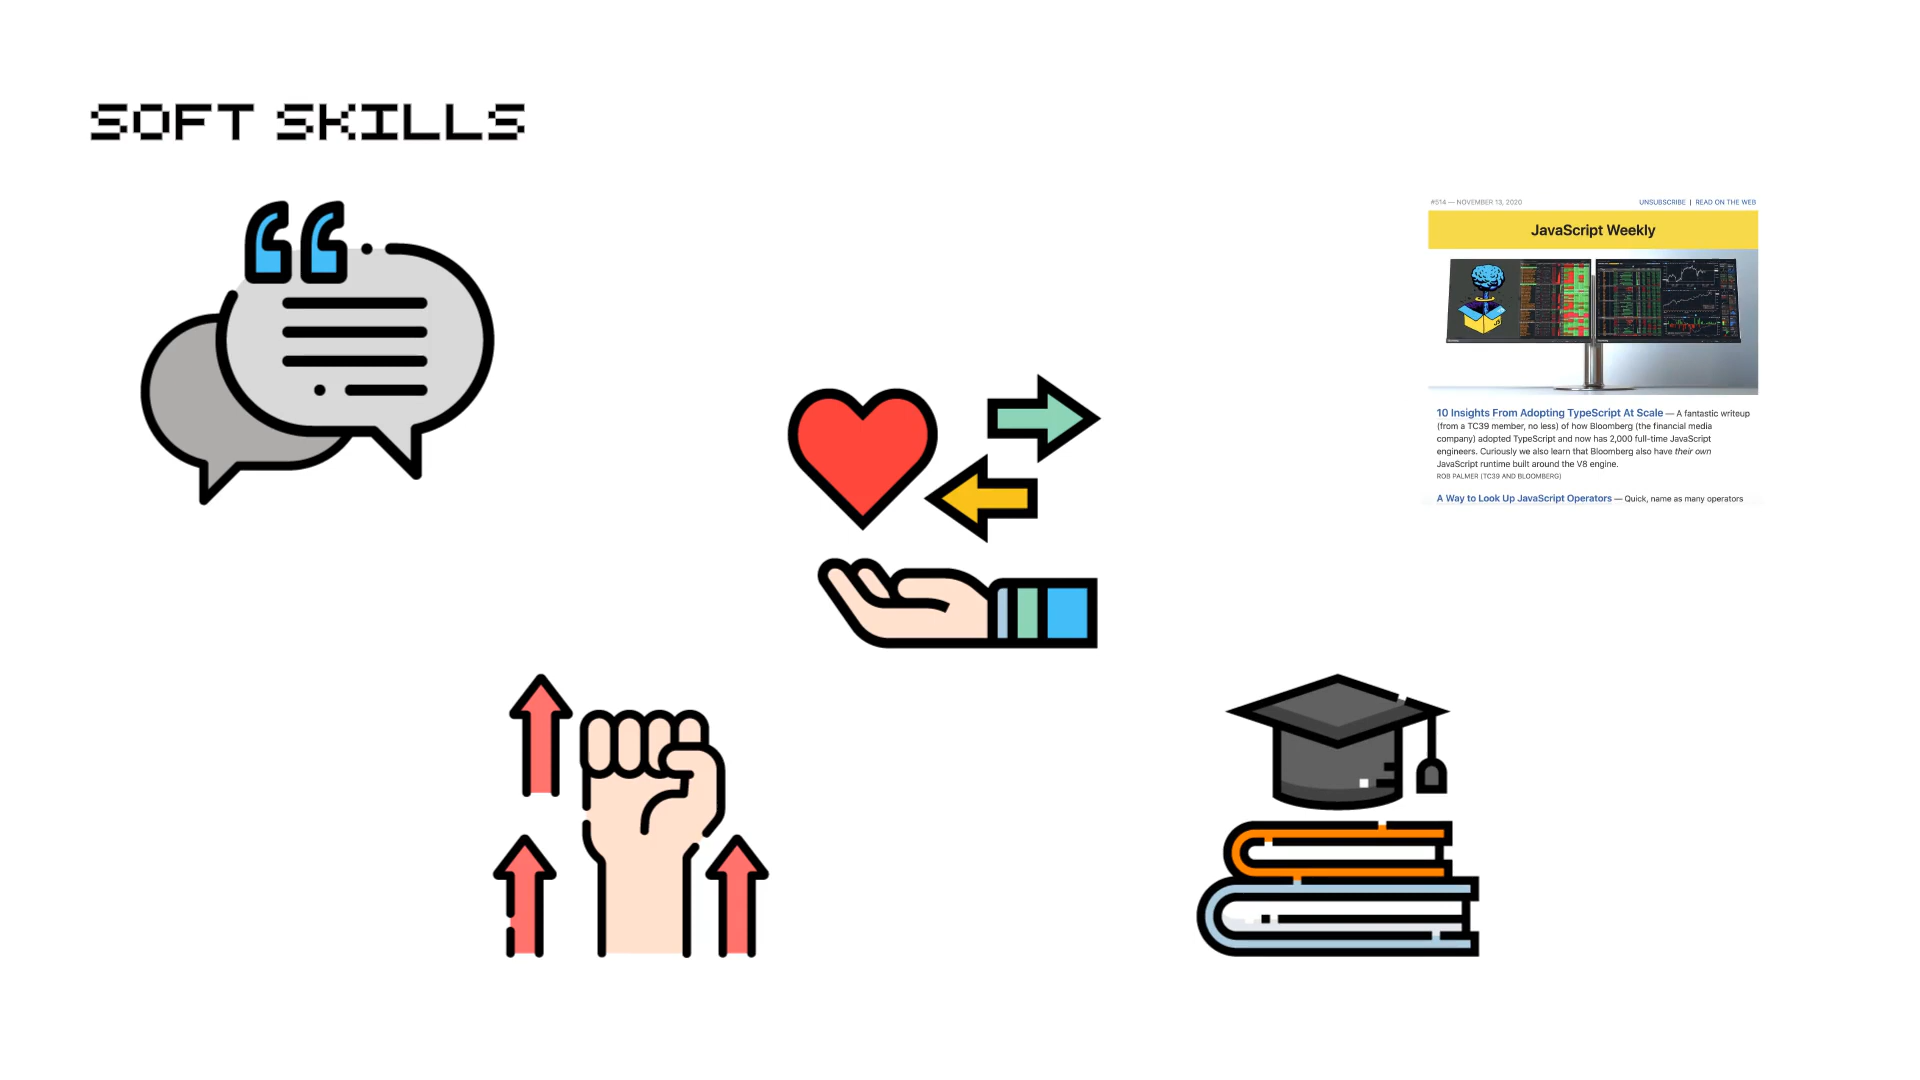 SOFT SKILLS
#514 — NOVEMBER 13, 2020
UNSUBSCRIBE | READ ON THE WEB
JavaScript Weekly
10 Insights From Adopting TypeScript At Scale — A fantastic writeup
(from a TC39 member, no less) of how Bloomberg (the financial media
company) adopted TypeScript and now has 2,000 full-time JavaScript
engineers. Curiously we also learn that Bloomberg also have their own
JavaScript runtime built around the V8 engine.
ROB PALMER (TC39 AND BLOOMBERG)
A Way to Look Up JavaScript Operators — Quick, name as many operators